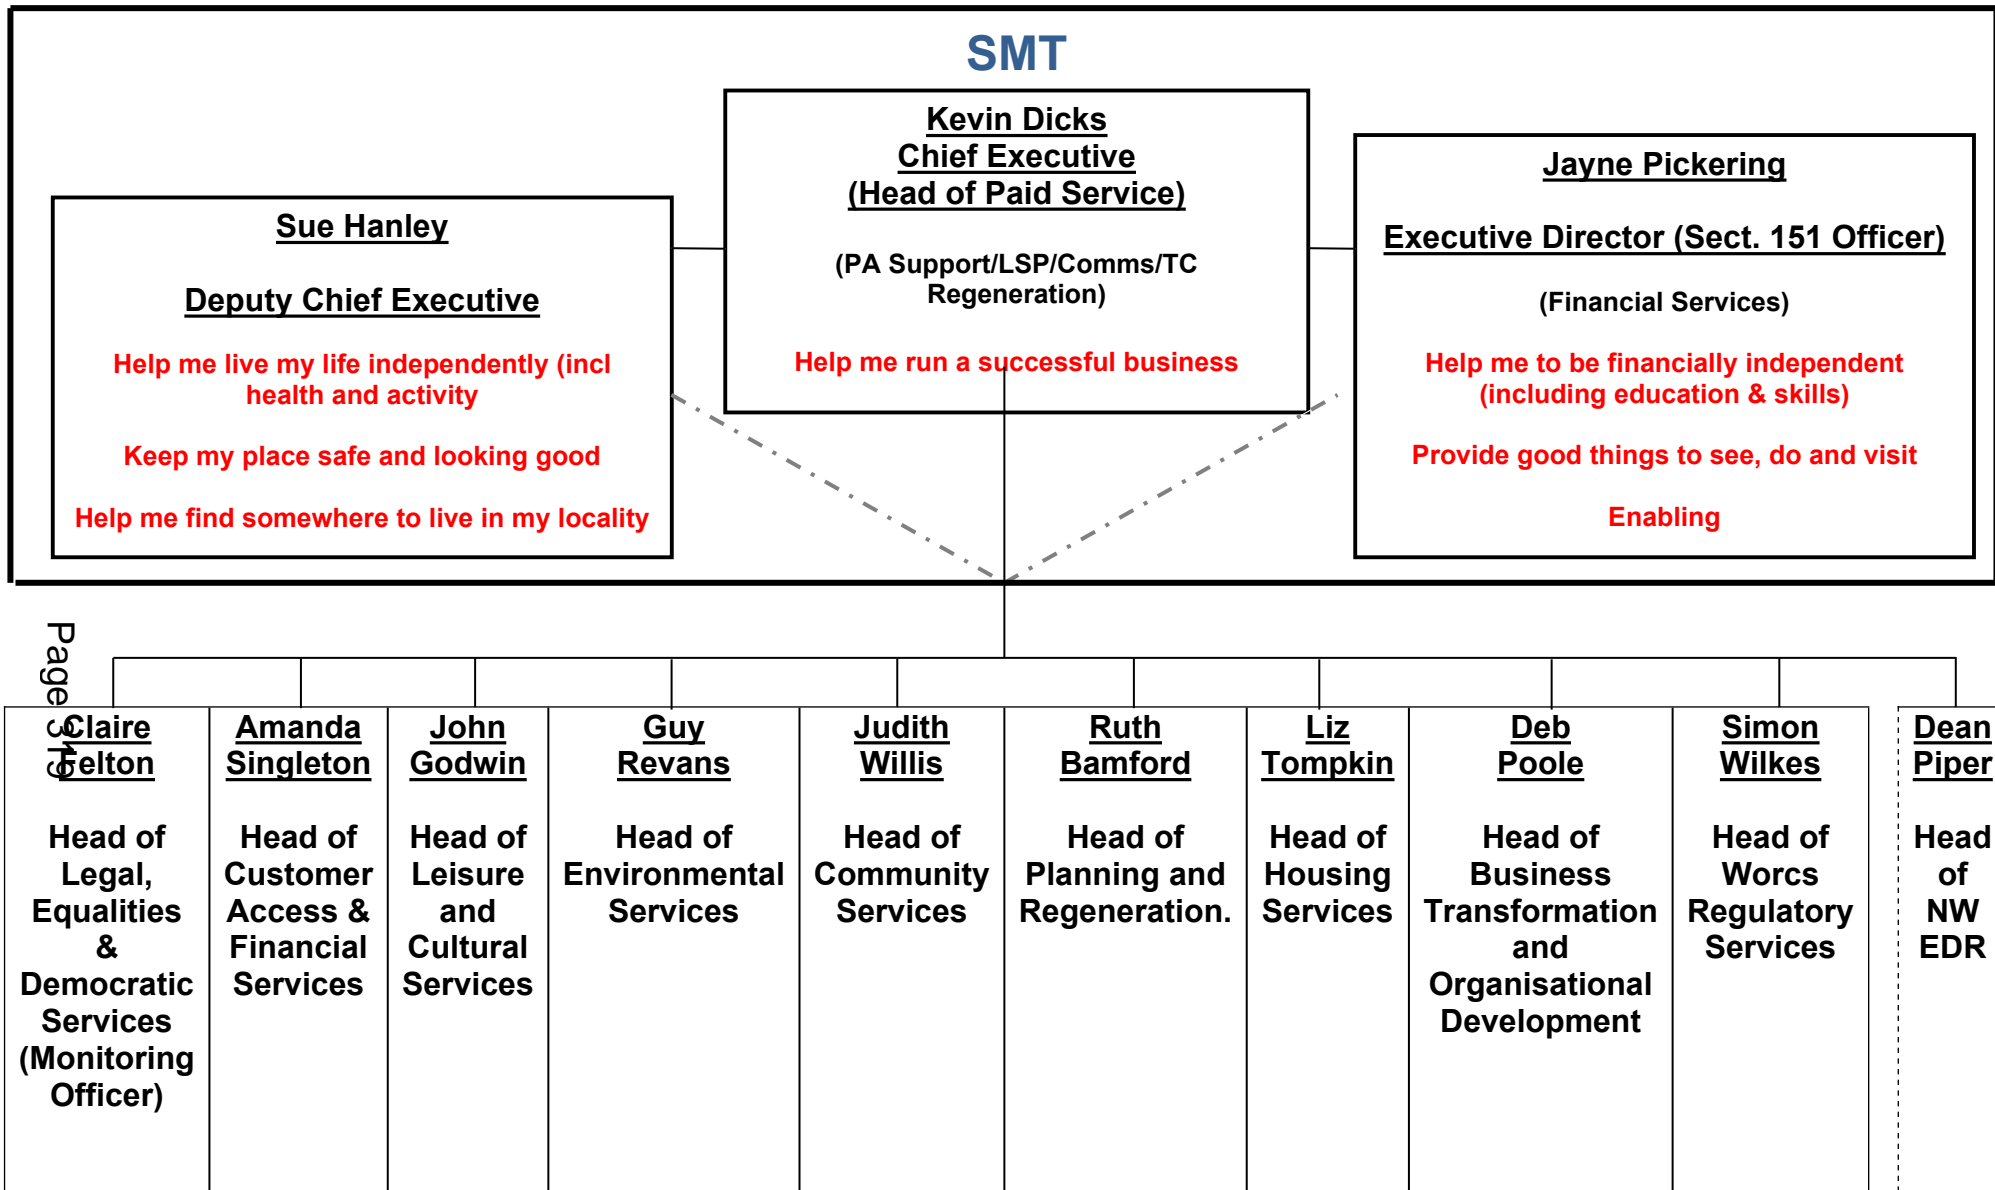 SMT
Kevin Dicks
Chief Executive
(Head of Paid Service)
(PA Support/LSP/Comms/TC
Regeneration)
Help me run a successful business
Sue Hanley
Deputy Chief Executive
Help me live my life independently (incl
health and activity
Keep my place safe and looking good
Help me find somewhere to live in my locality
Jayne Pickering
Executive Director (Sect. 151 Officer)
(Financial Services)
Help me to be financially independent
(including education & skills)
Provide good things to see, do and visit
Enabling
Page 319
Claire
Felton
Head of
Legal,
Equalities
&
Democratic
Services
(Monitoring
Officer)
Amanda
Singleton
Head of
Customer
Access &
Financial
Services
John
Godwin
Head of
Leisure
and
Cultural
Services
Guy
Revans
Head of
Environmental
Services
Judith
Willis
Head of
Community
Services
Ruth
Bamford
Head of
Planning and
Regeneration.
Liz
Tompkin
Head of
Housing
Services
Deb
Poole
Head of
Business
Transformation
and
Organisational
Development
Simon
Wilkes
Head of
Worcs
Regulatory
Services
Dean
Piper
Head
of
NW
EDR